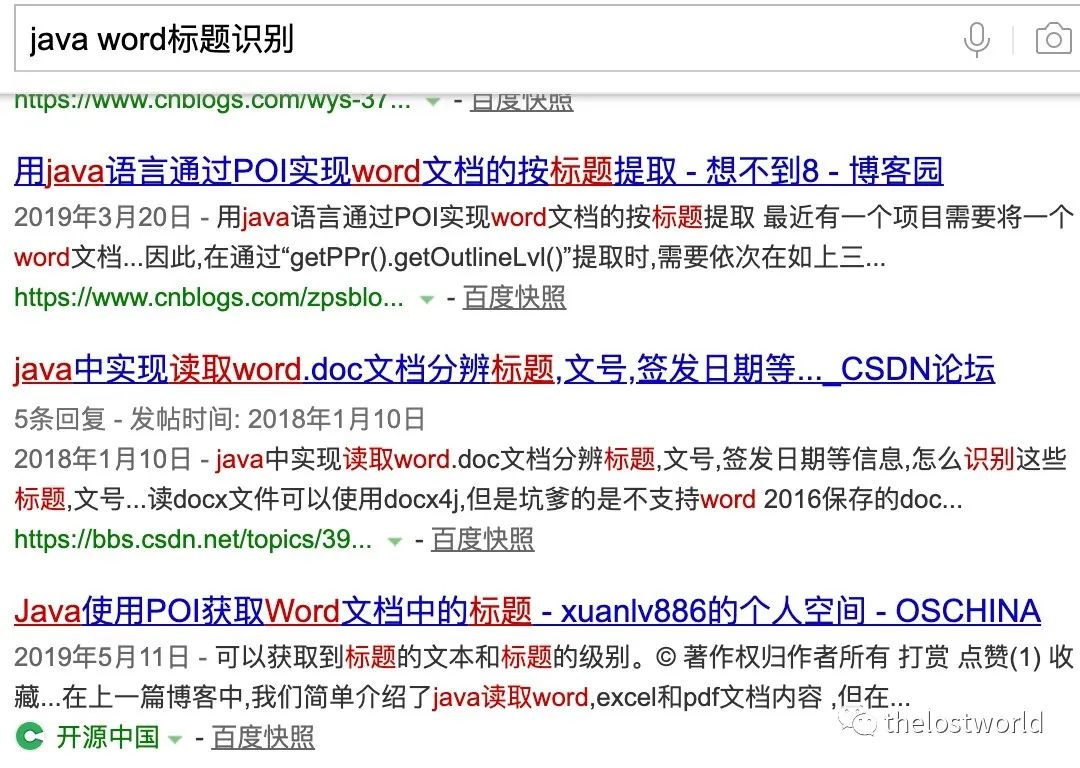 java word标题识别
https://www.cnblogs.com/wys-37... - 百度快照
用java语言通过POI实现word文档的按标题提取 - 想不到8 - 博客园
2019年3月20日 - 用java语言通过POI实现word文档的按标题提取 最近有一个项目需要将一个
word文档...因此,在通过“getPPr().getOutlineLvl()”提取时,需要依次在如上三...
https://www.cnblogs.com/zpsblo... - 百度快照
java中实现读取word.doc文档分辨标题,文号,签发日期等..._CSDN论坛
5条回复 - 发帖时间: 2018年1月10日
2018年1月10日 - java中实现读取word.doc文档分辨标题,文号,签发日期等信息,怎么识别这些
标题,文号...读docx文件可以使用docx4j,但是坑爹的是不支持word 2016保存的doc...
https://bbs.csdn.net/topics/39... - 百度快照
Java使用POI获取Word文档中的标题 - xuanlv886的个人空间 - OSCHINA
2019年5月11日 - 可以获取到标题的文本和标题的级别。© 著作权归作者所有 打赏 点赞(1) 收
藏...在上一篇博客中,我们简单介绍了java读取word,excel和pdf文档内容 ,但在...
开源中国 - 百度快照
thelostworld